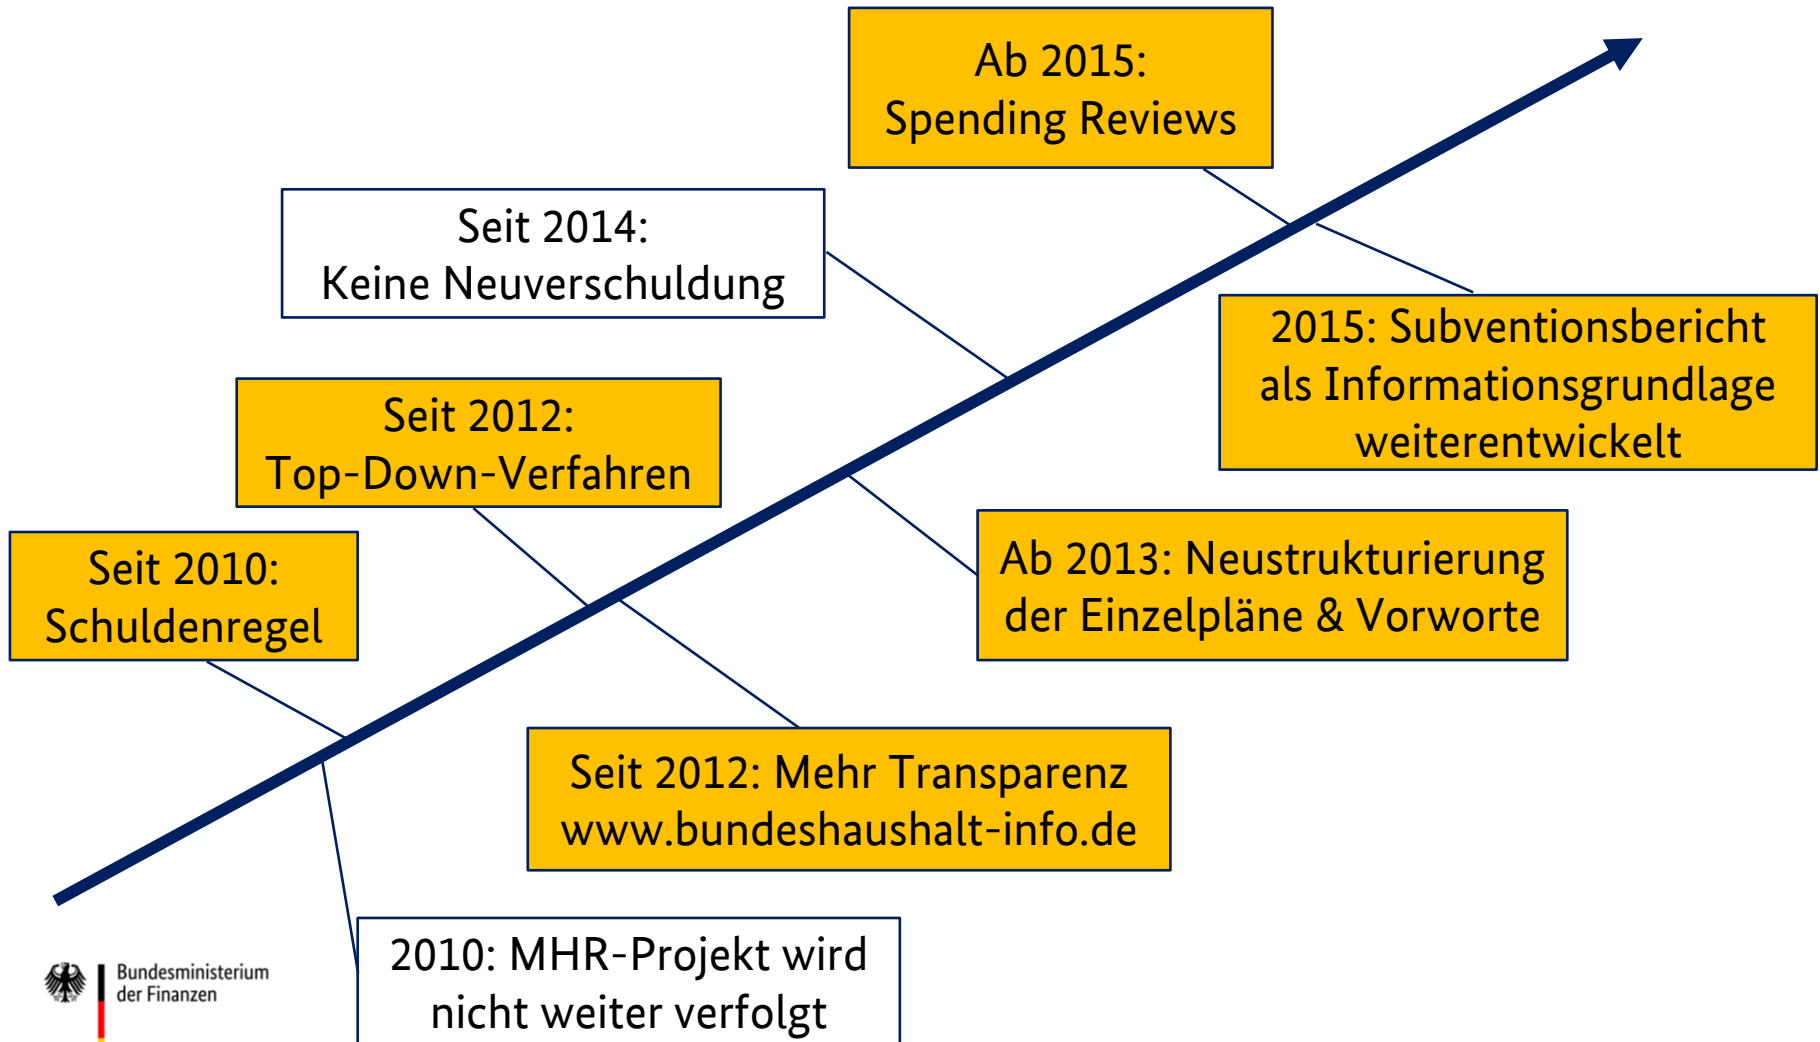 Ab 2015:
Spending Reviews
Seit 2014:
Keine Neuverschuldung
2015: Subventionsbericht
als Informationsgrundlage
weiterentwickelt
Seit 2012:
Top-Down-Verfahren
Ab 2013: Neustrukturierung
der Einzelpläne & Vorworte
Seit 2010:
Schuldenregel
Seit 2012: Mehr Transparenz
www.bundeshaushalt-info.de
2010: MHR-Projekt wird
nicht weiter verfolgt
Bundesministerium
der Finanzen